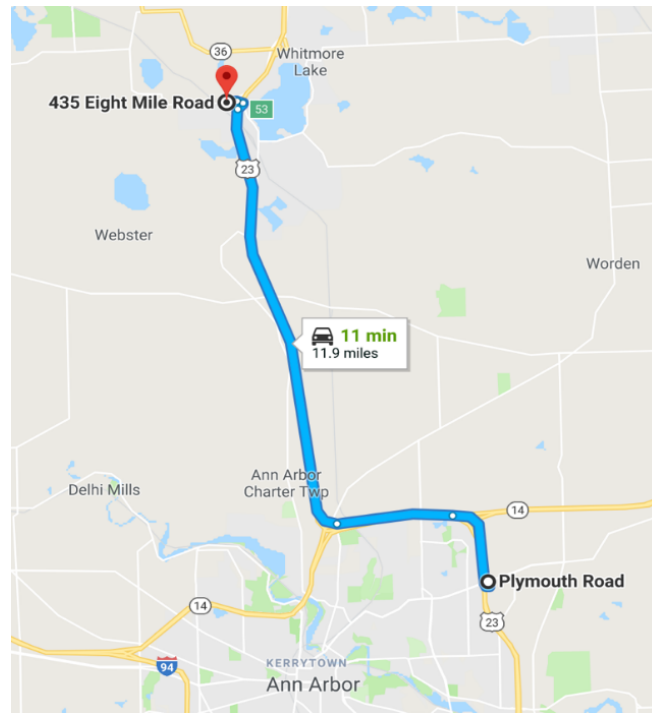 36
Whitmore
Lake
435 Eight Mile Road
53
23
Webster
Worden
11 min
11.9 miles
Ann Arbor
Charter Twp
Delhi Mills
14
Plymouth Road
14
23
KERRYTOWN
94
Ann Arbor